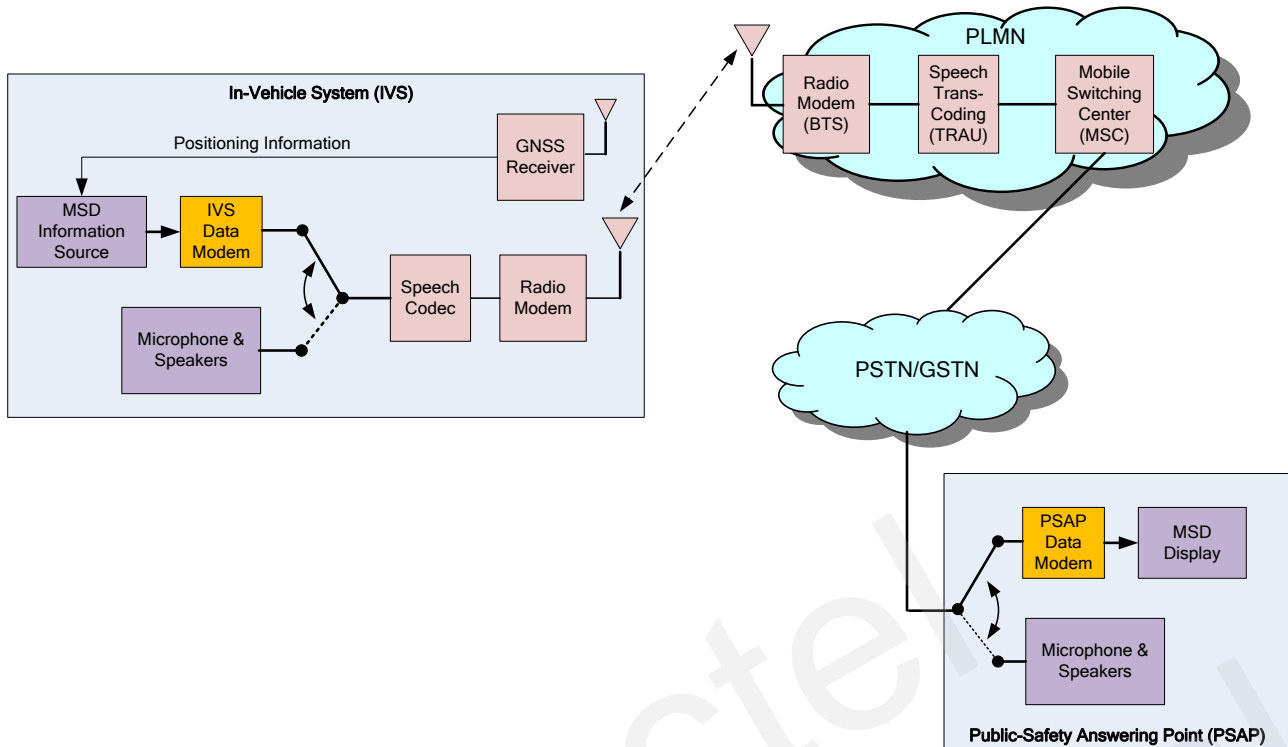 In-Vehicle System (IVS)
Positioning Information
GNSS
Receiver
MSD
Information
Source
IVS
Data
Modem
Speech
Codec
Radio
Modem
Microphone &
Speakers
PLMN
Radio
Modem
(BTS)
Speech
Trans-
Coding
(TRAU)
Mobile
Switching
Center
(MSC)
PSTN/GSTN
PSAP
Data
Modem
MSD
Display
Microphone &
Speakers
Public-Safety Answering Point (PSAP)